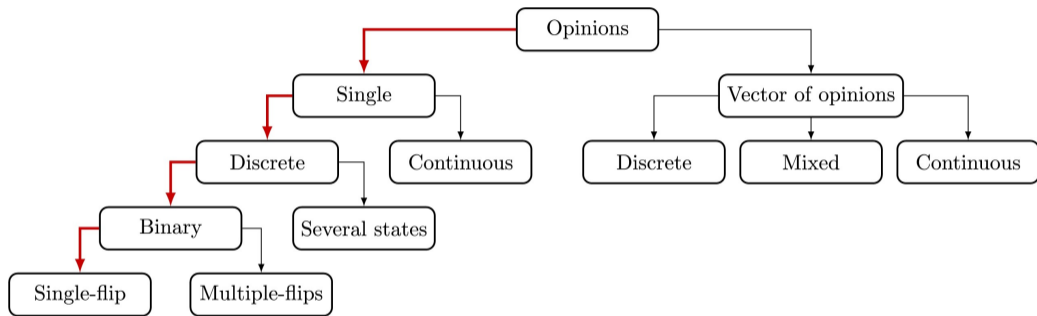 Opinions
Single
Vector of opinions
Discrete
Continuous
Discrete
Mixed
Continuous
Binary
Several states
Single-flip
Multiple-flips